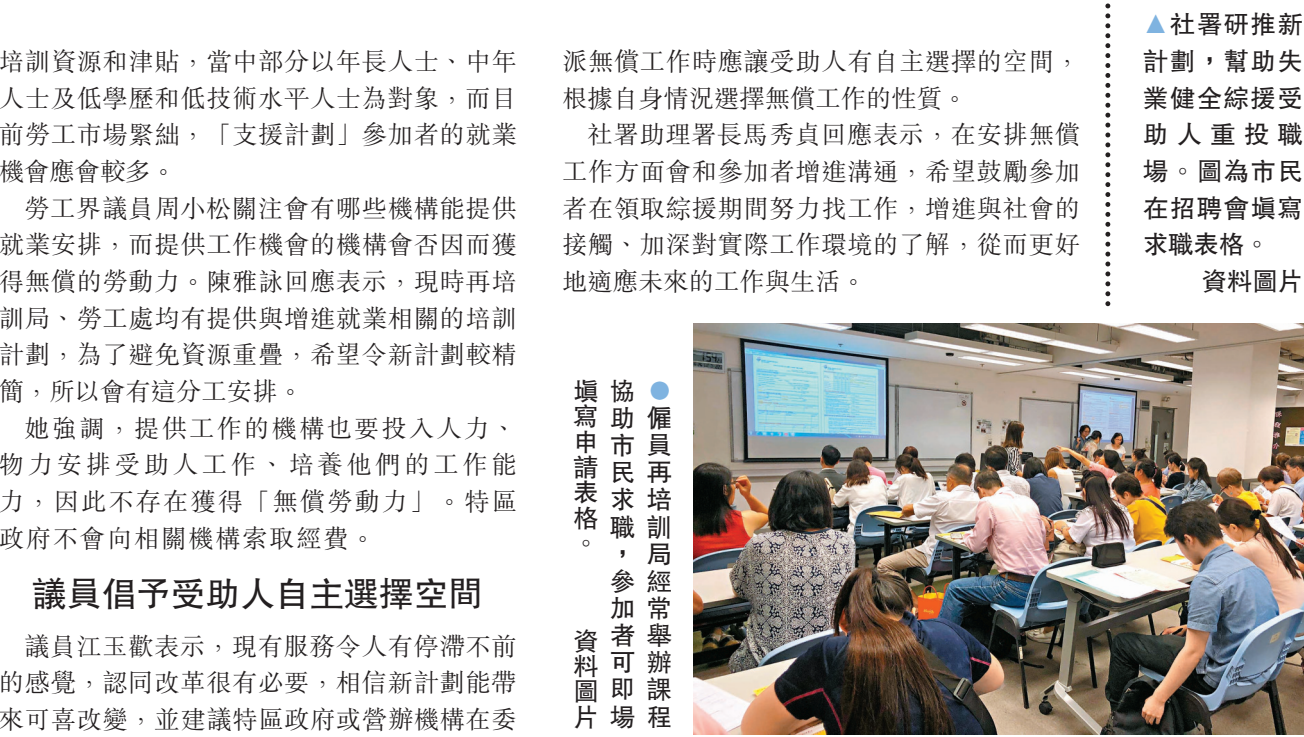 培訓資源和津貼，當中部分以年長人士、中年
人士及低學歷和低技術水平人士為對象，而目
前勞工市場緊絀，「支援計劃」參加者的就業
機會應會較多。
勞工界議員周小松關注會有哪些機構能提供
就業安排，而提供工作機會的機構會否因而獲
得無償的勞動力。陳雅詠回應表示，現時再培
訓局、勞工處均有提供與增進就業相關的培訓
計劃，為了避免資源重疊，希望令新計劃較精
簡，所以會有這分工安排。
她強調，提供工作的機構也要投入人力、
物力安排受助人工作、培養他們的工作能
力，因此不存在獲得「無償勞動力」。特區
政府不會向相關機構索取經費。
議員倡予受助人自主選擇空間
議員江玉歡表示，現有服務令人有停滯不前
的感覺，認同改革很有必要，相信新計劃能帶
來可喜改變，並建議特區政府或營辦機構在委
派無償工作時應讓受助人有自主選擇的空間，
根據自身情況選擇無償工作的性質。
社署助理署長馬秀貞回應表示，在安排無償
工作方面會和參加者增進溝通，希望鼓勵參加
者在領取綜援期間努力找工作，增進與社會的
接觸、加深對實際工作環境的了解，從而更好
地適應未來的工作與生活。
▲社署研推新
計劃，幫助失
業健全綜援受
助人重投職
場。圖為市民
在招聘會填寫
求職表格。
資料圖片
●僱員再培訓局經常舉辦課程
協助市民求職，參加者可即場
填寫申請表格。 資料圖片